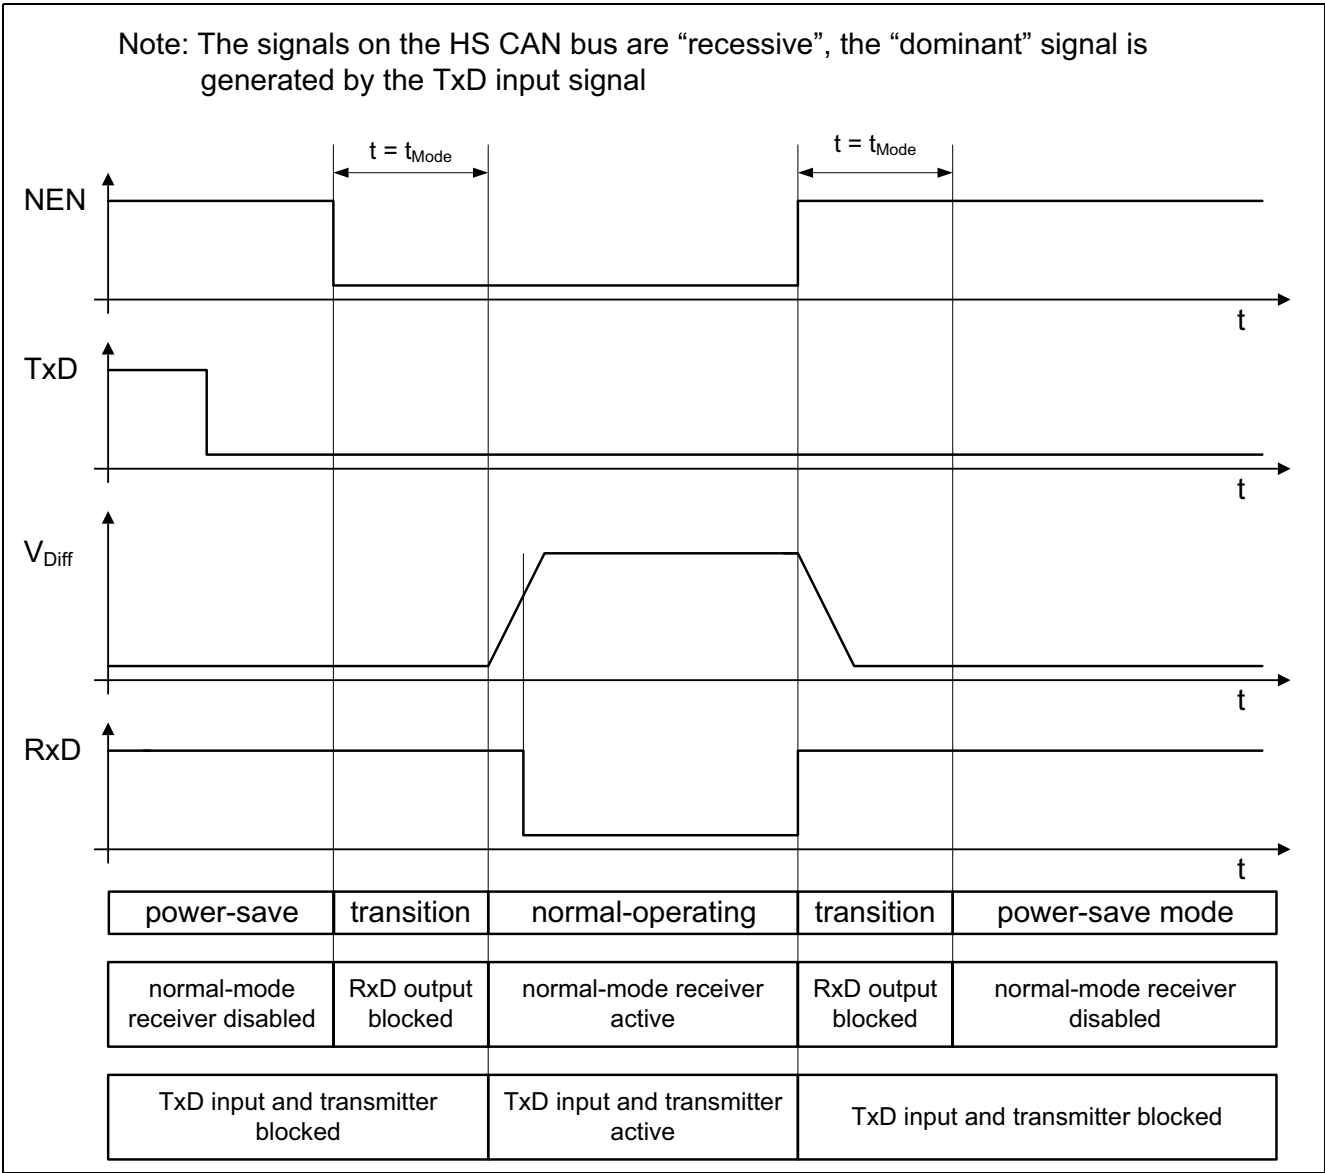 Note: The signals on the HS CAN bus are “recessive”, the “dominant” signal is
generated by the TxD input signal
t = tMode
t = tMode
NEN
t
TxD
t
VDiff
t
RxD
t
power-save
transition
normal-operating
transition
power-save mode
normal-mode
receiver disabled
RxD output
blocked
normal-mode receiver
active
RxD output
blocked
normal-mode receiver
disabled
TxD input and transmitter
blocked
TxD input and transmitter
active
TxD input and transmitter blocked